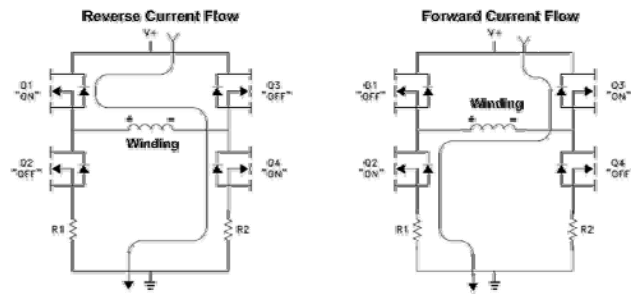 Reverse Current Flow
V+
Q1
"ON"
Q3
"OFF"
Winding
Q2
"OFF"
Q4
"ON"
R1
R2
Forward Current Flow
V+
Q1
"OFF"
Q3
"ON"
Winding
Q2
"ON"
Q4
"OFF"
R1
R2